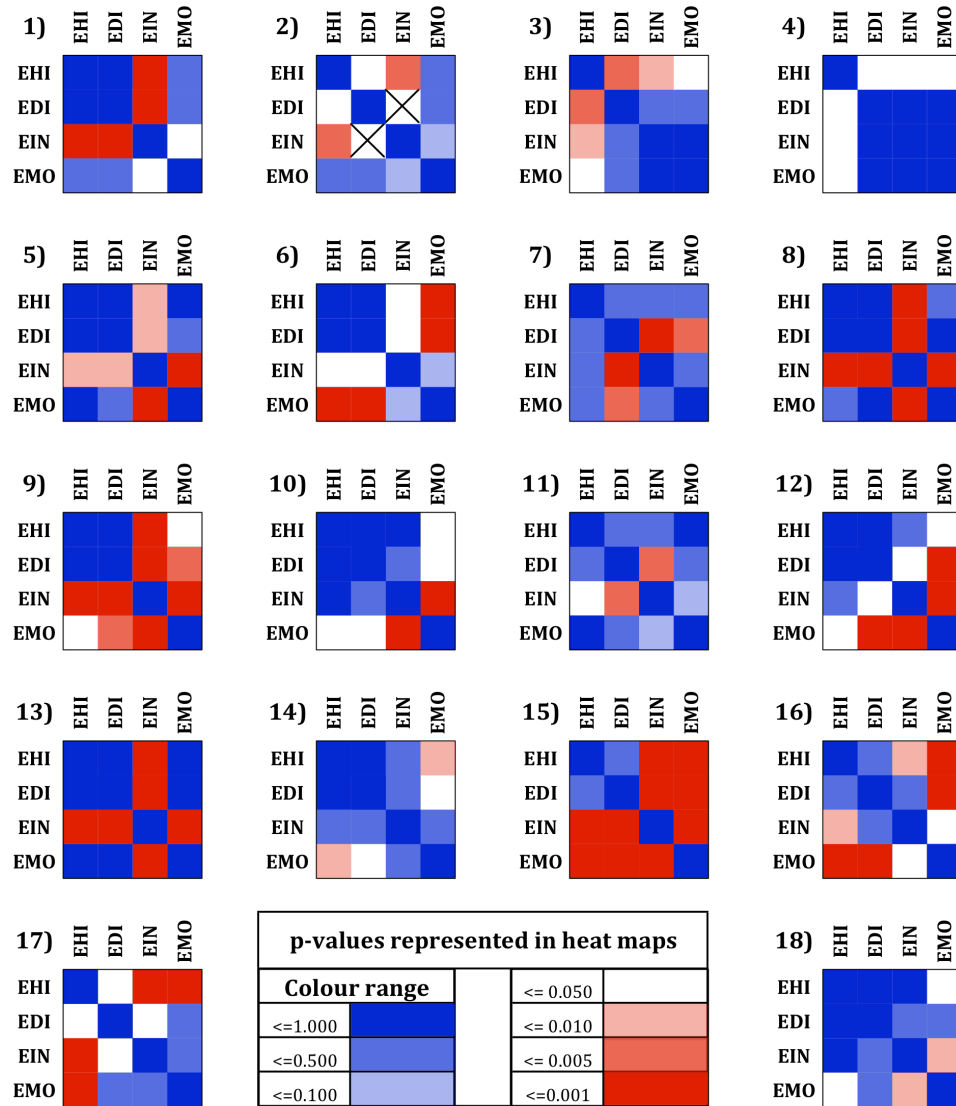 1) EHI EDI EIN EMO 2) EHI EDI EIN EMO 3) EHI EDI EIN EMO 4) EHI EDI EIN EMO
EHI EHI EHI EHI
EDI EDI EDI EDI
EIN EIN EIN EIN
EMO EMO EMO EMO
5) EHI EDI EIN EMO 6) EHI EDI EIN EMO 7) EHI EDI EIN EMO 8) EHI EDI EIN EMO
EHI EHI EHI EHI
EDI EDI EDI EDI
EIN EIN EIN EIN
EMO EMO EMO EMO
9) EHI EDI EIN EMO 10) EHI EDI EIN EMO 11) EHI EDI EIN EMO 12) EHI EDI EIN EMO
EHI EHI EHI EHI
EDI EDI EDI EDI
EIN EIN EIN EIN
EMO EMO EMO EMO
13) EHI EDI EIN EMO 14) EHI EDI EIN EMO 15) EHI EDI EIN EMO 16) EHI EDI EIN EMO
EHI EHI EHI EHI
EDI EDI EDI EDI
EIN EIN EIN EIN
EMO EMO EMO EMO
17) EHI EDI EIN EMO
EHI
EDI
EIN
EMO
p-values represented in heat maps
Colour range <= 0.050
<=1.000 <= 0.010
<=0.500 <= 0.005
<=0.100 <=0.001
18) EHI EDI EIN EMO
EHI
EDI
EIN
EMO